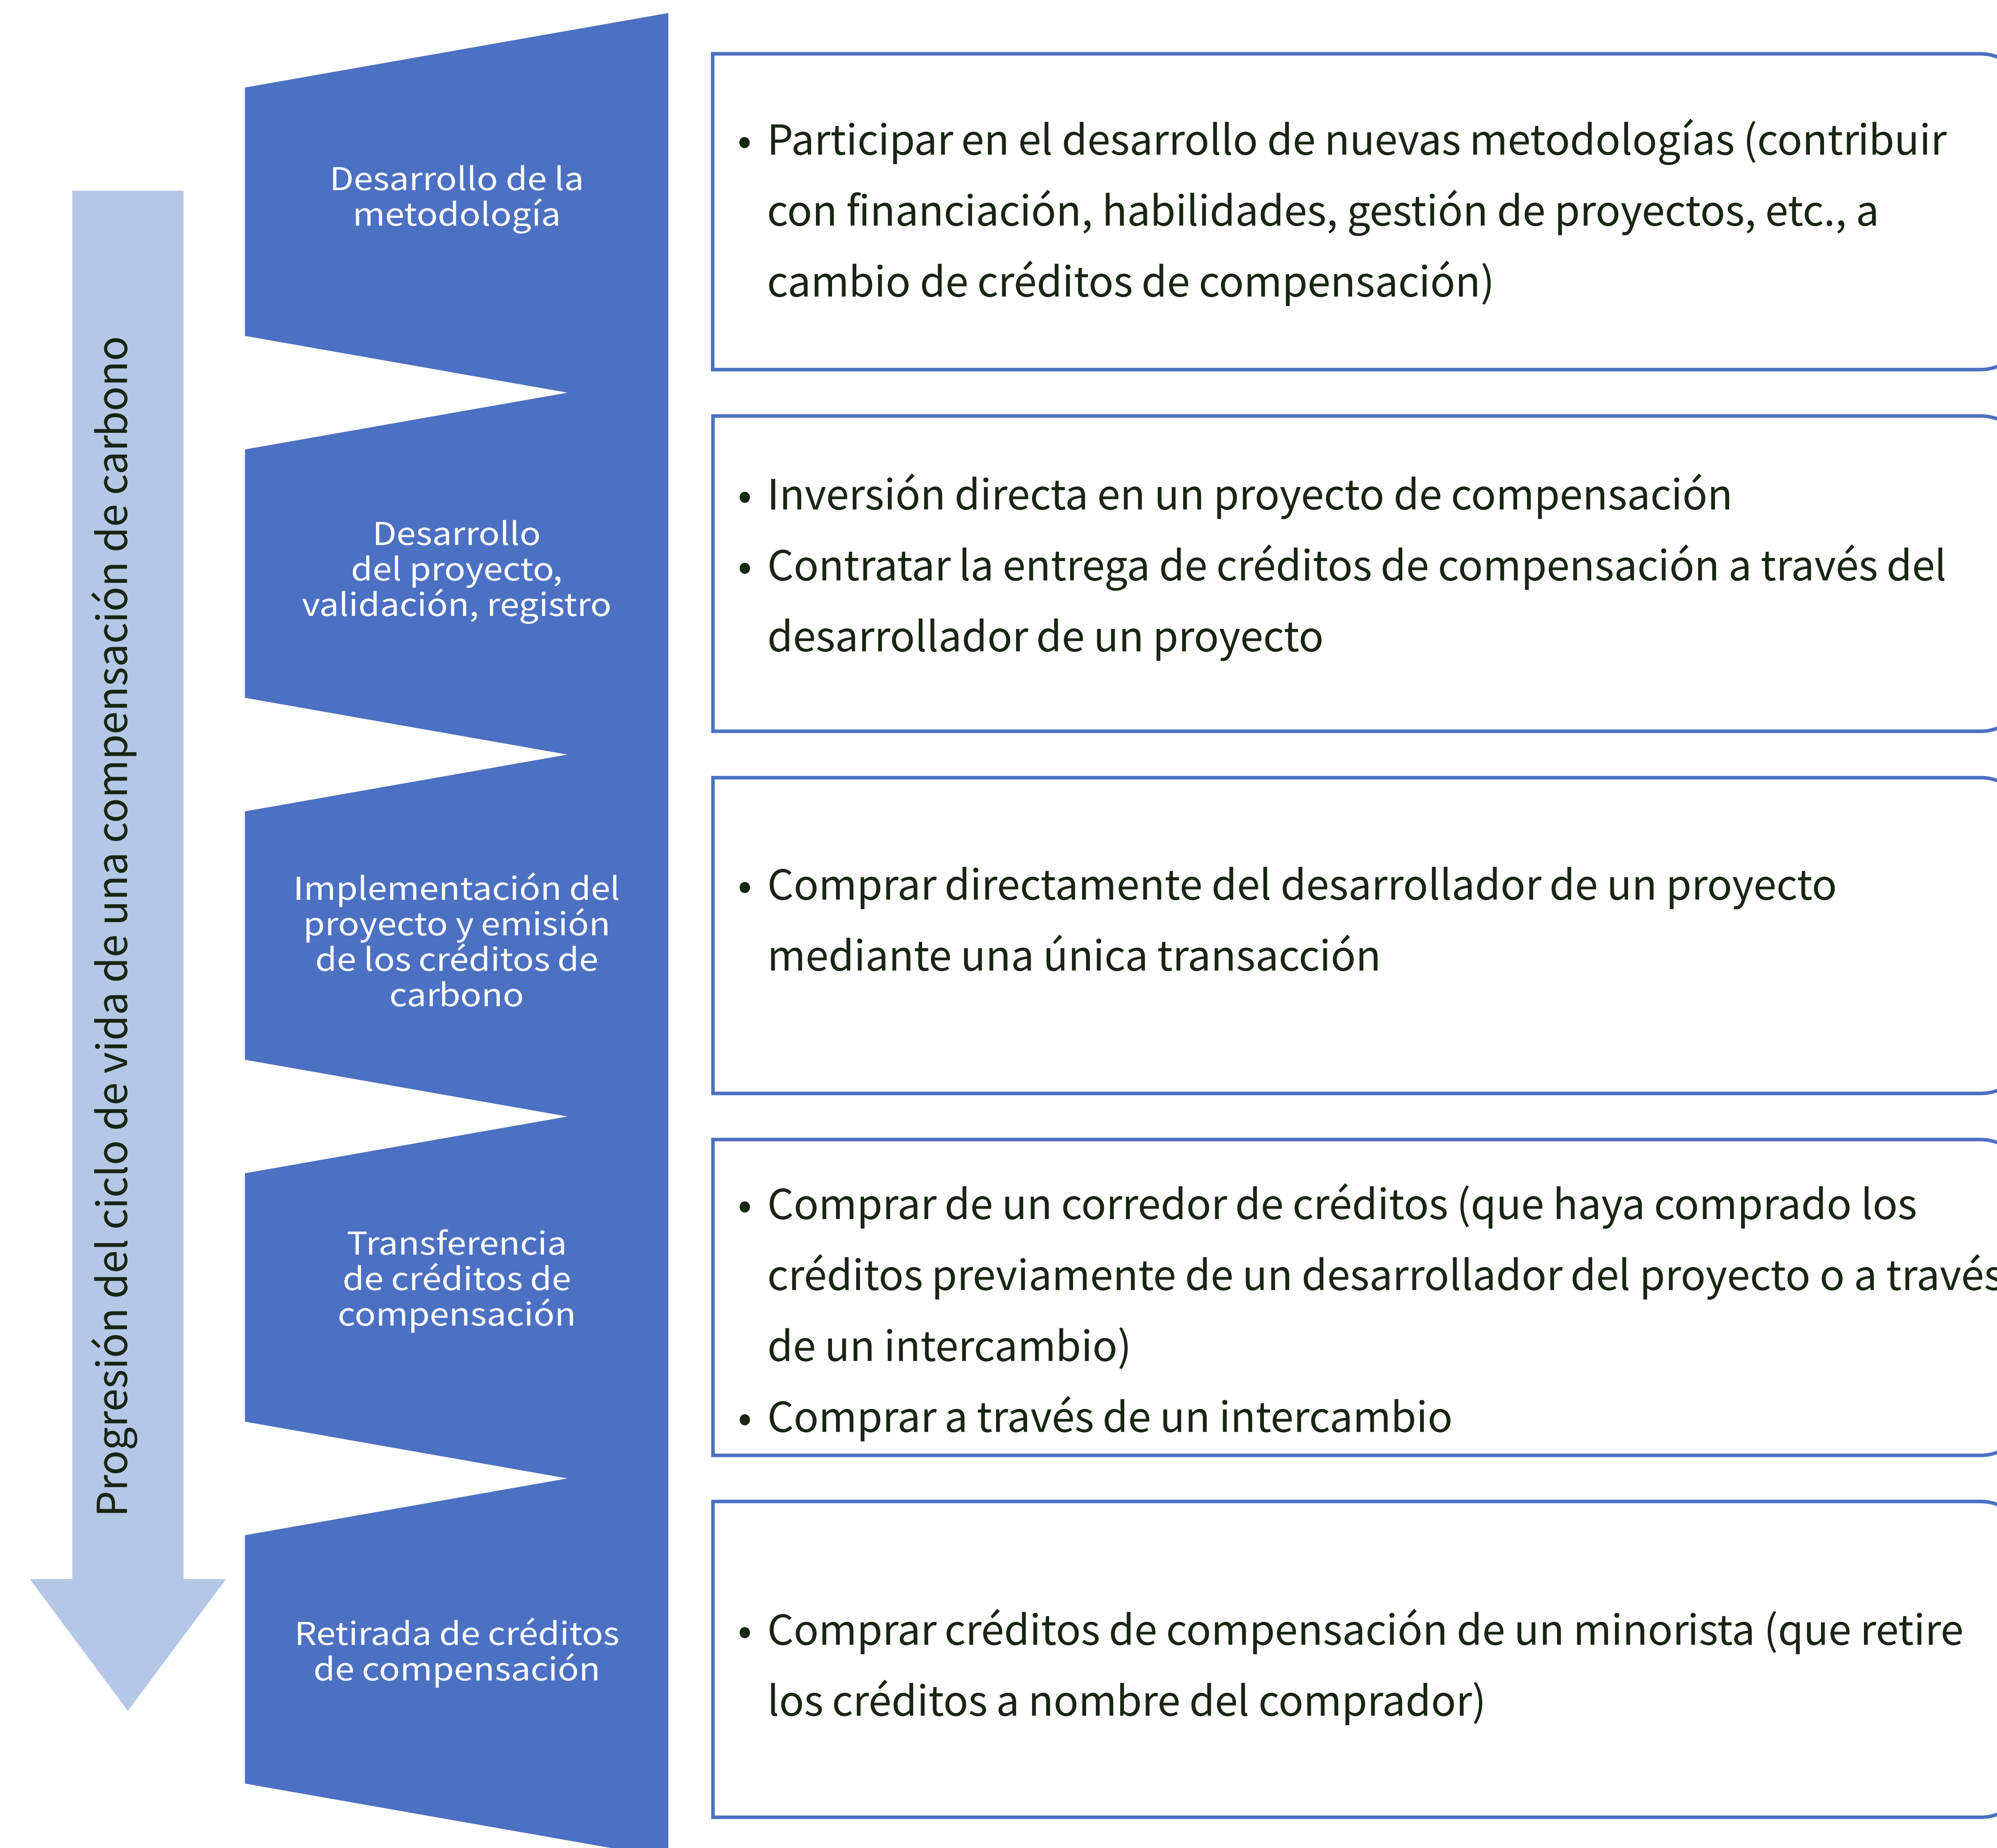 Progresión del ciclo de vida de una compensación de carbono
Desarrollo de la
metodología
• Participar en el desarrollo de nuevas metodologías (contribuir
con financiación, habilidades, gestión de proyectos, etc., a
cambio de créditos de compensación)
Desarrollo
del proyecto,
validación, registro
• Inversión directa en un proyecto de compensación
• Contratar la entrega de créditos de compensación a través del
desarrollador de un proyecto
Implementación del
proyecto y emisión
de los créditos de
carbono
• Comprar directamente del desarrollador de un proyecto
mediante una única transacción
Transferencia
de créditos de
compensación
• Comprar de un corredor de créditos (que haya comprado los
créditos previamente de un desarrollador del proyecto o a través
de un intercambio)
• Comprar a través de un intercambio
Retirada de créditos
de compensación
• Comprar créditos de compensación de un minorista (que retire
los créditos a nombre del comprador)